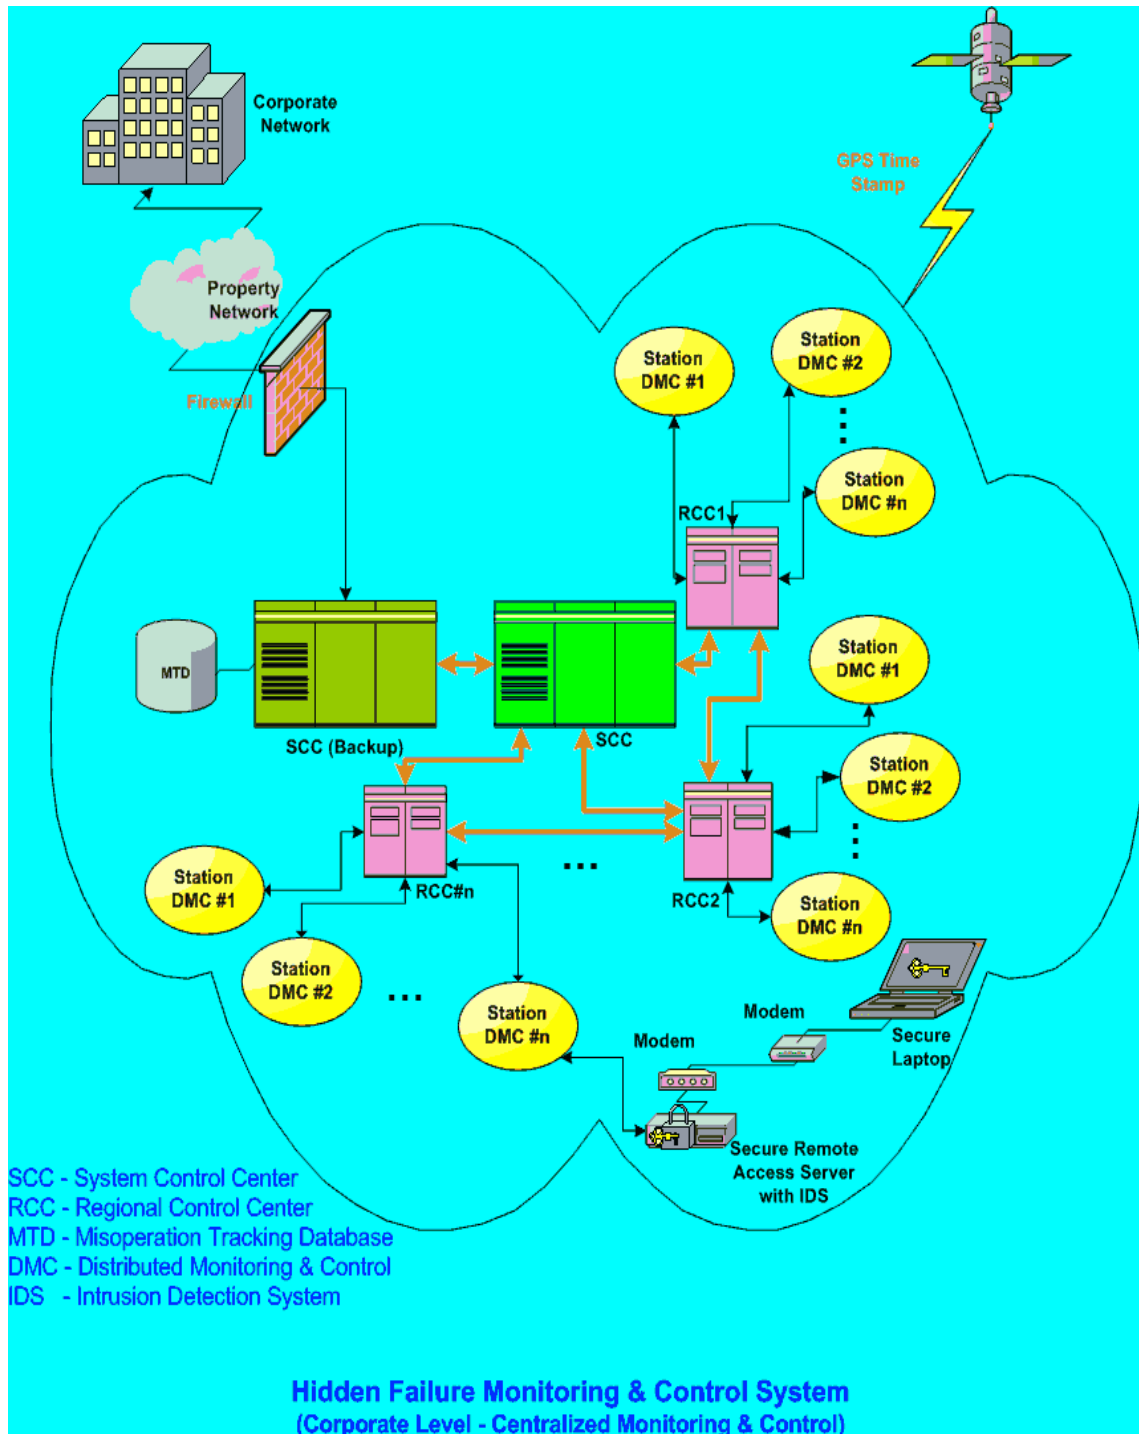 Corporate
Network
GPS Time
Stamp
Property
Network
Firewall
Station
DMC #1
Station
DMC #2
Station
DMC #n
RCC1
MTD
SCC (Backup)
SCC
Station
DMC #1
Station
DMC #2
Station
DMC #n
RCC2
RCC#n
Station
DMC #1
Station
DMC #2
Station
DMC #n
Modem
Modem
Secure
Laptop
Secure Remote
Access Server
with IDS
SCC - System Control Center
RCC - Regional Control Center
MTD - Misoperation Tracking Database
DMC - Distributed Monitoring & Control
IDS - Intrusion Detection System
Hidden Failure Monitoring & Control System
(Corporate Level - Centralized Monitoring & Control)